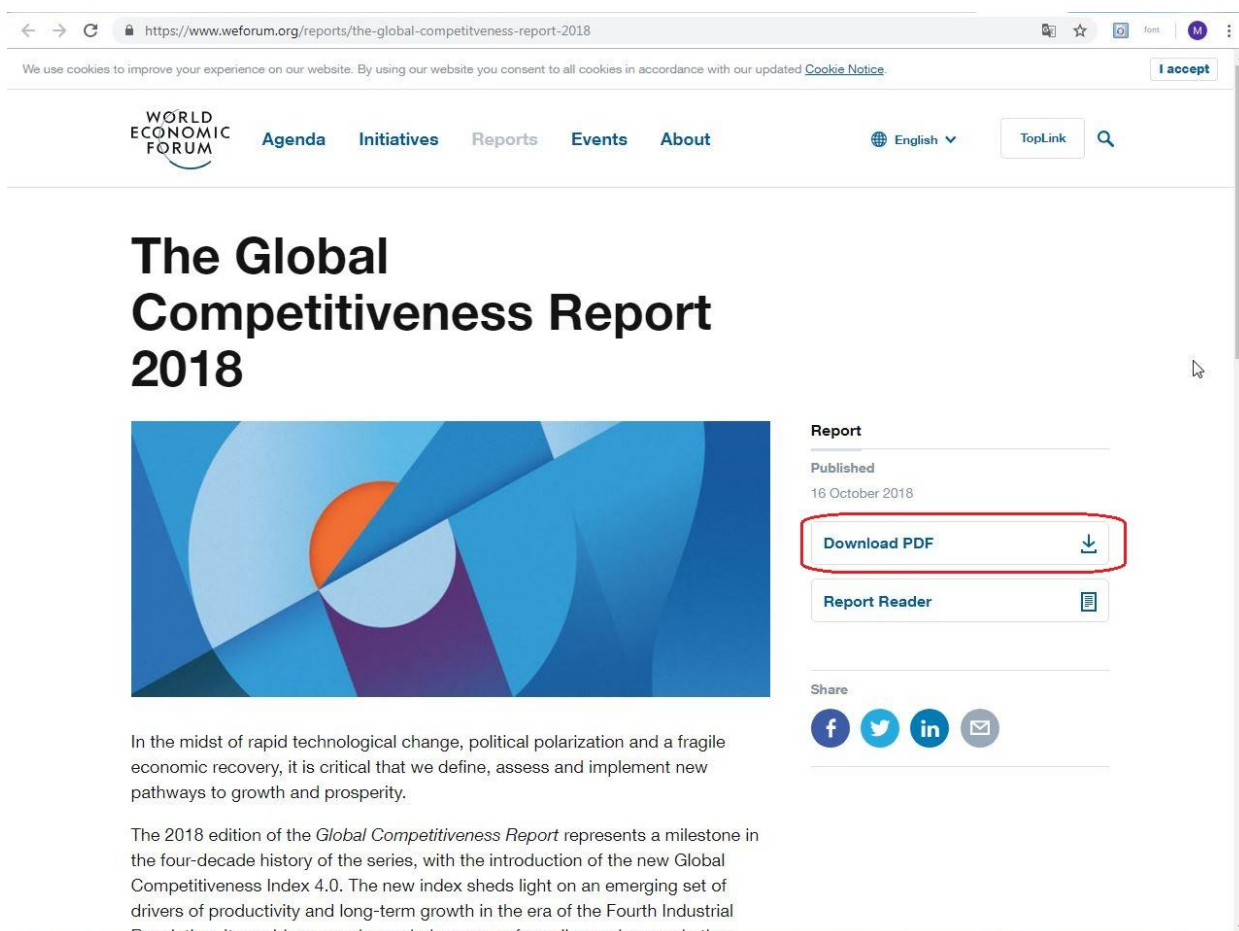 https://www.weforum.org/reports/the-global-competitveness-report-2018
font
M
We use cookies to improve your experience on our website. By using our website you consent to all cookies in accordance with our updated Cookie Notice.
I accept
WORLD
ECONOMIC
FORUM
Agenda Initiatives Reports Events About
English
TopLink
The Global
Competitiveness Report
2018
Report
Published
16 October 2018
Download PDF
Report Reader
Share
f
in
In the midst of rapid technological change, political polarization and a fragile
economic recovery, it is critical that we define, assess and implement new
pathways to growth and prosperity.
The 2018 edition of the Global Competitiveness Report represents a milestone in
the four-decade history of the series, with the introduction of the new Global
Competitiveness Index 4.0. The new index sheds light on an emerging set of
drivers of productivity and long-term growth in the era of the Fourth Industrial